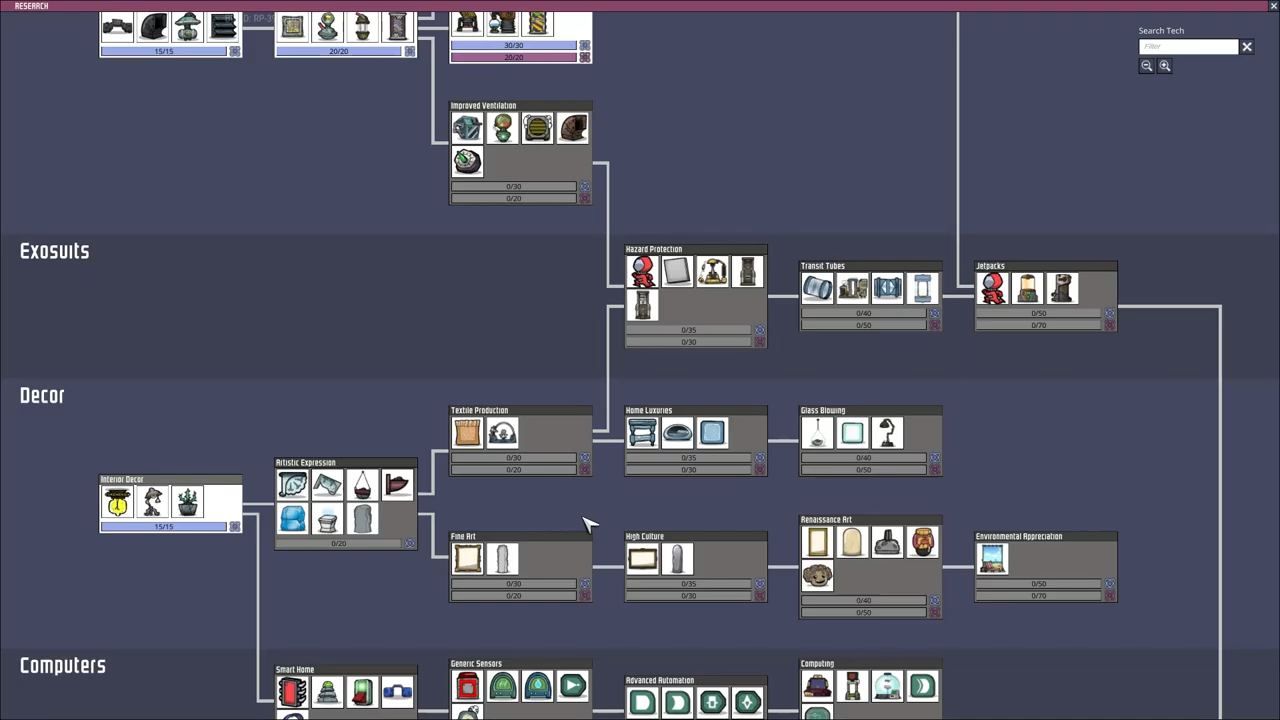 RESEARCH
Search Tech
Filter
15/15
20/20
30/30
20/20
Improved Ventilation
0/30
0/20
Exosuits
Hazard Protection
0/35
0/30
Transit Tubes
0/40
0/50
Jetpacks
0/50
0/70
Decor
Textile Production
0/30
0/20
Home Luxuries
0/35
0/30
Glass Blowing
0/40
0/50
Interior Decor
15/15
Artistic Expression
0/20
Fine Art
0/30
0/20
High Culture
0/35
0/30
Renaissance Art
0/40
0/50
Environmental Appreciation
0/50
0/70
Computers
Smart Home
Generic Sensors
Advanced Automation
Computing